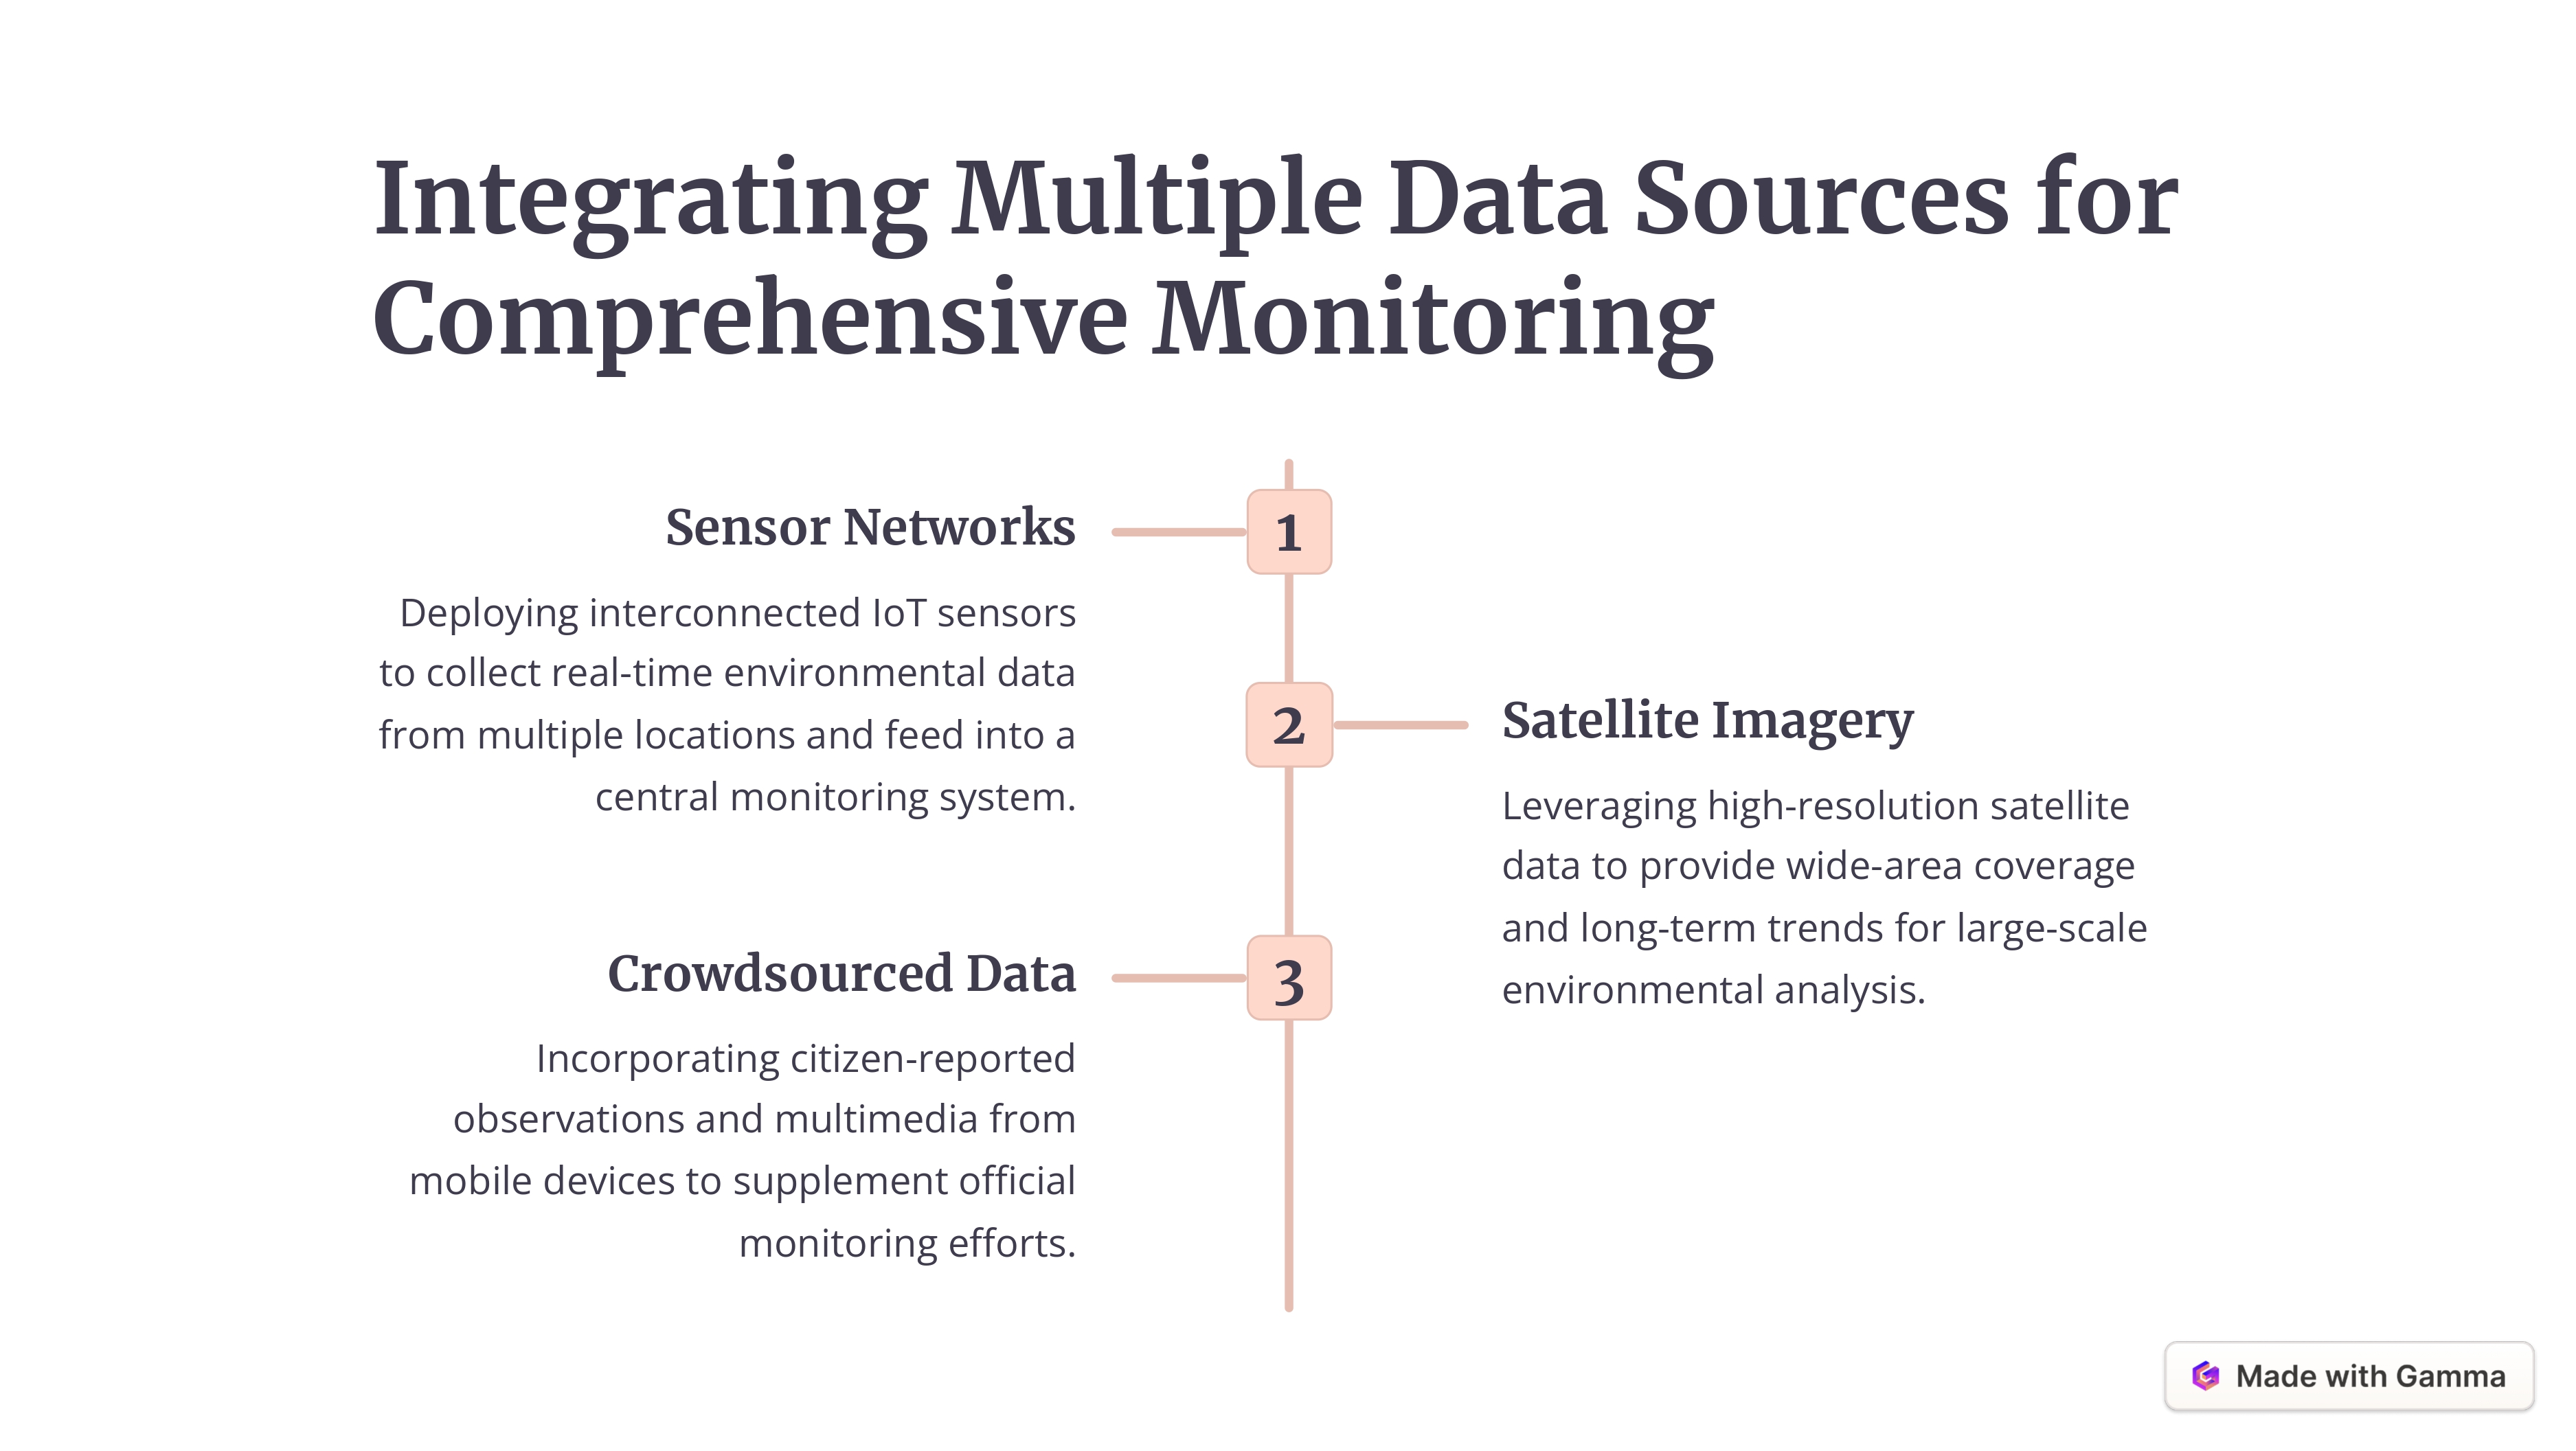 Integrating Multiple Data Sources for
Comprehensive Monitoring
1
Sensor Networks
Deploying interconnected IoT sensors
to collect real-time environmental data
from multiple locations and feed into a
central monitoring system.
2
Satellite Imagery
Leveraging high-resolution satellite
data to provide wide-area coverage
and long-term trends for large-scale
environmental analysis.
3
Crowdsourced Data
Incorporating citizen-reported
observations and multimedia from
mobile devices to supplement official
monitoring efforts.
Made with Gamma